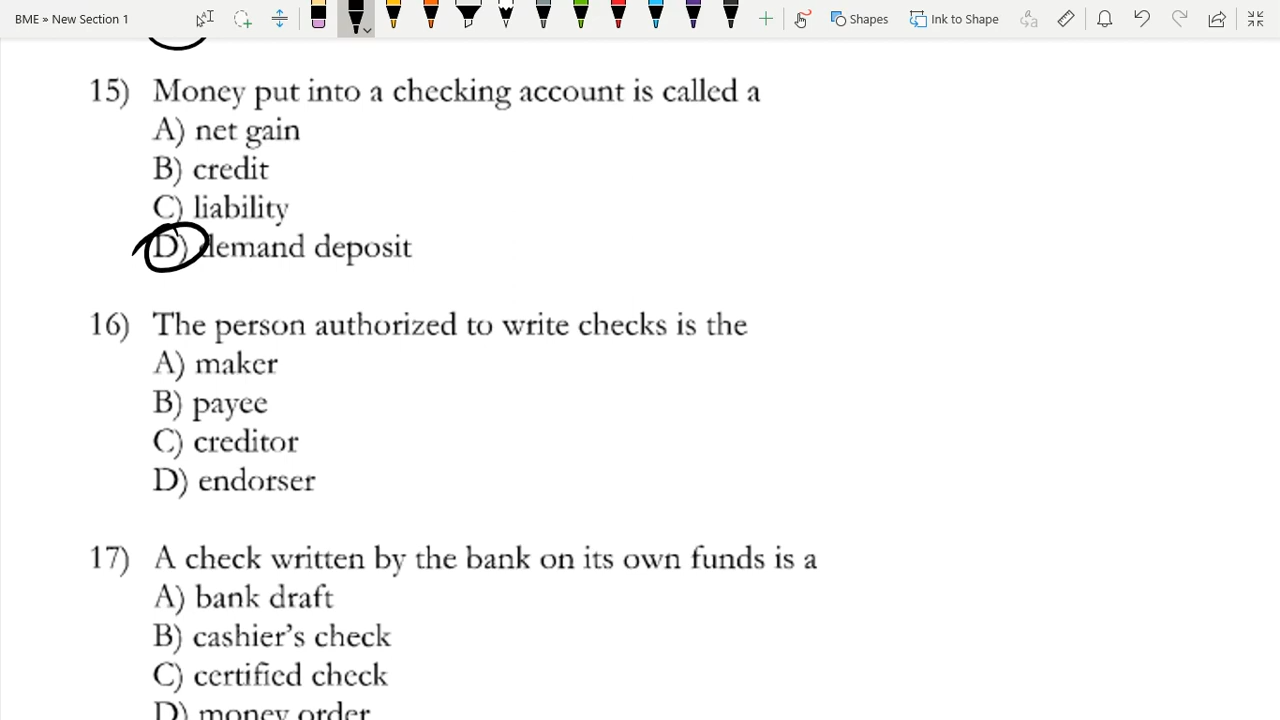 BME » New Section 1
Shapes
Ink to Shape
15) Money put into a checking account is called a
A) net gain
B) credit
C) liability
D) demand deposit
16) The person authorized to write checks is the
A) maker
B) payee
C) creditor
D) endorser
17) A check written by the bank on its own funds is a
A) bank draft
B) cashier's check
C) certified check
D) money order